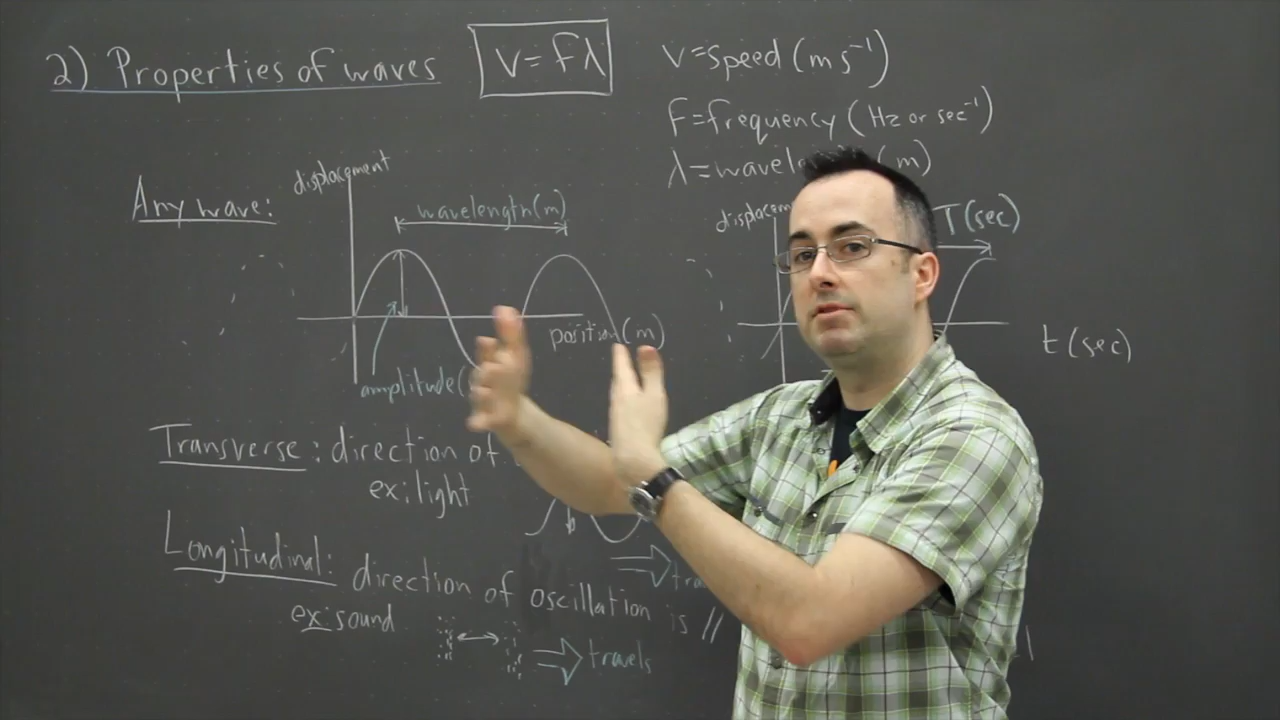 2) Properties of waves
v=fλ
v=speed (m s⁻¹)
f=frequency (Hz or sec⁻¹)
λ=wavele (m)
Any wave:
displacement
wavelength(m)
amplitude(
position(m)
displacem
T(sec)
t(sec)
Transverse: direction of
ex: light
Longitudinal: direction of oscillation is //
ex: sound
travels